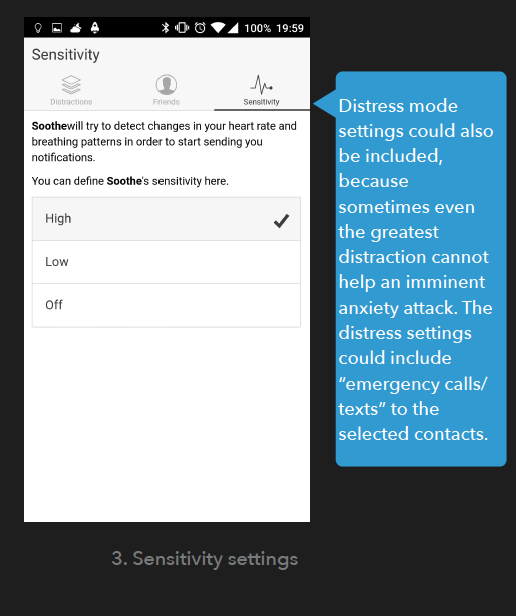 100% 19:59
Sensitivity
Distractions Friends Sensitivity
Soothewill try to detect changes in your heart rate and
breathing patterns in order to start sending you
notifications.
You can define Soothe's sensitivity here.
High
Low
Off
Distress mode
settings could also
be included,
because
sometimes even
the greatest
distraction cannot
help an imminent
anxiety attack. The
distress settings
could include
“emergency calls/
texts” to the
selected contacts.
3. Sensitivity settings